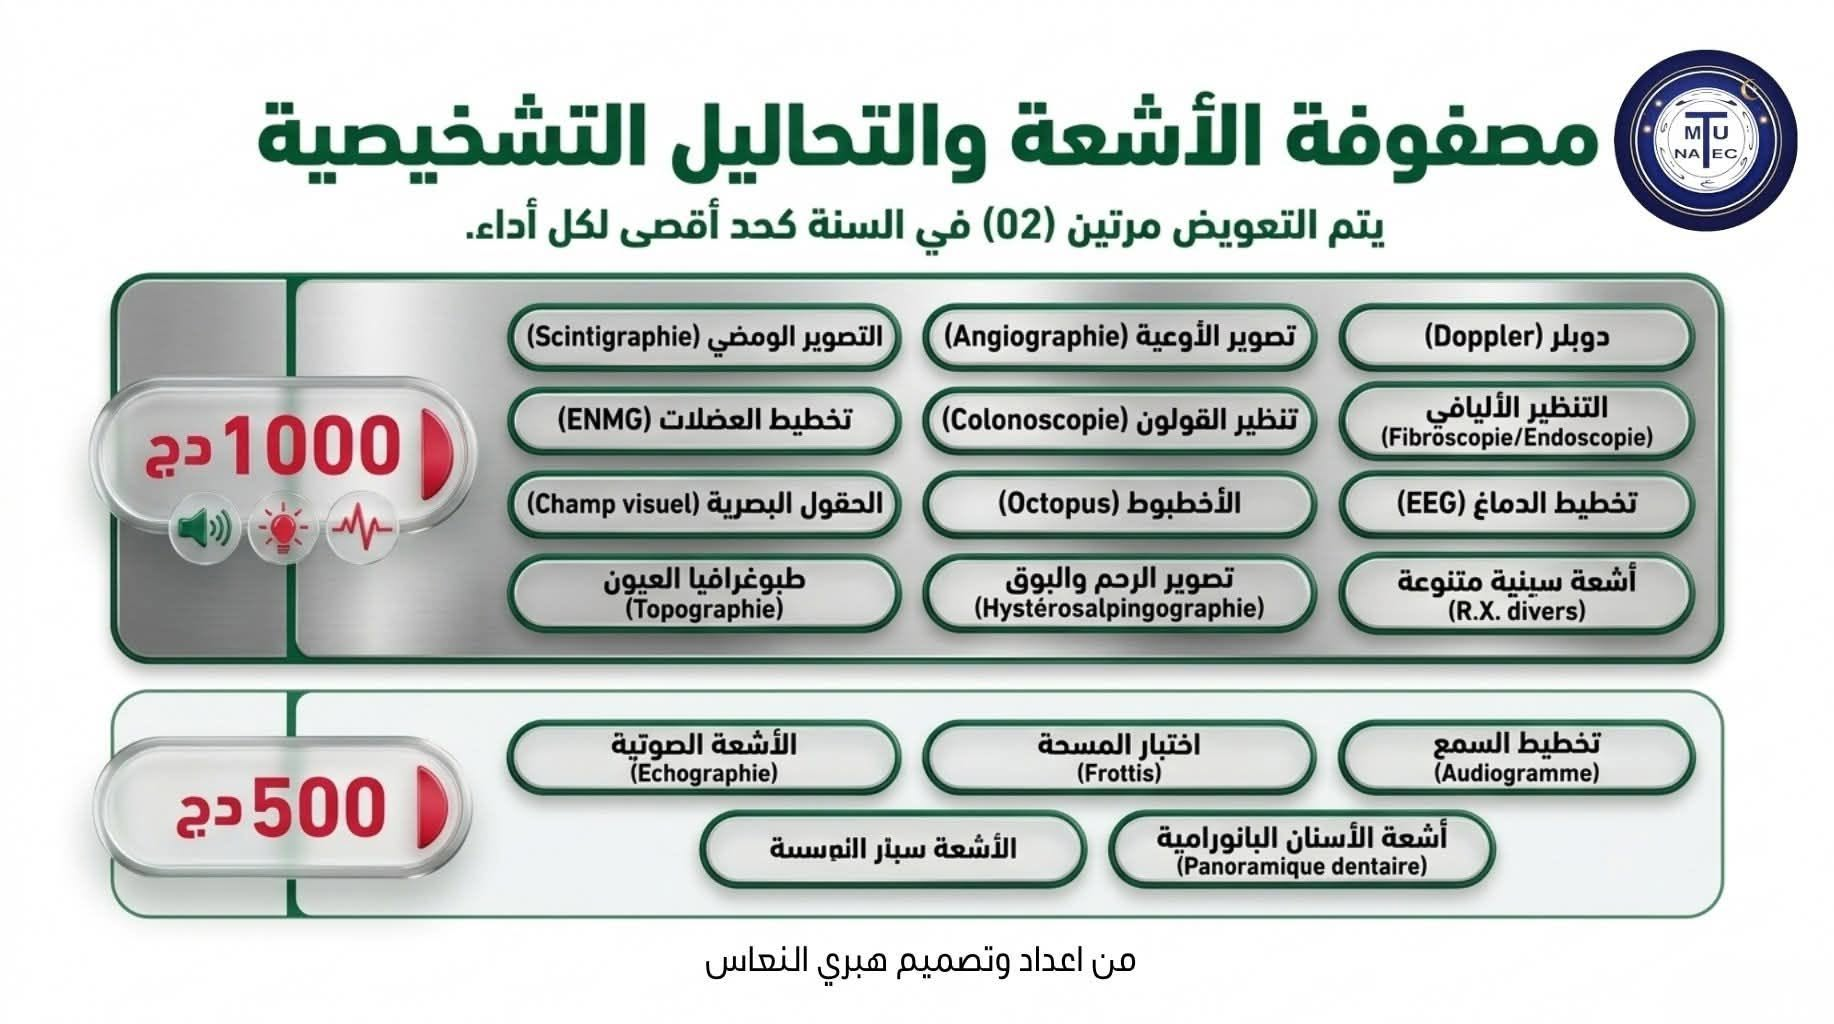 مصفوفة الأشعة والتحاليل التشخيصية
MTU
NATEC
يتم التعويض مرتين (02) في السنة كحد أقصى لكل أداء.
1000 دج
دوبلر (Doppler)
تصوير الأوعية (Angiographie)
التصوير الومضي (Scintigraphie)
التنظير الأليافي
(Fibroscopie/Endoscopie)
تنظير القولون (Colonoscopie)
تخطيط العضلات (ENMG)
تخطيط الدماغ (EEG)
الأخطبوط (Octopus)
الحقول البصرية (Champ visuel)
أشعة سينية متنوعة
(R.X. divers)
تصوير الرحم والبوق
(Hystérosalpingographie)
طبوغرافيا العيون
(Topographie)
500 دج
تخطيط السمع
(Audiogramme)
اختبار المسحة
(Frottis)
الأشعة الصوتية
(Echographie)
أشعة الأسنان البانورامية
(Panoramique dentaire)
الأشعة
من اعداد وتصميم هبري النعاس